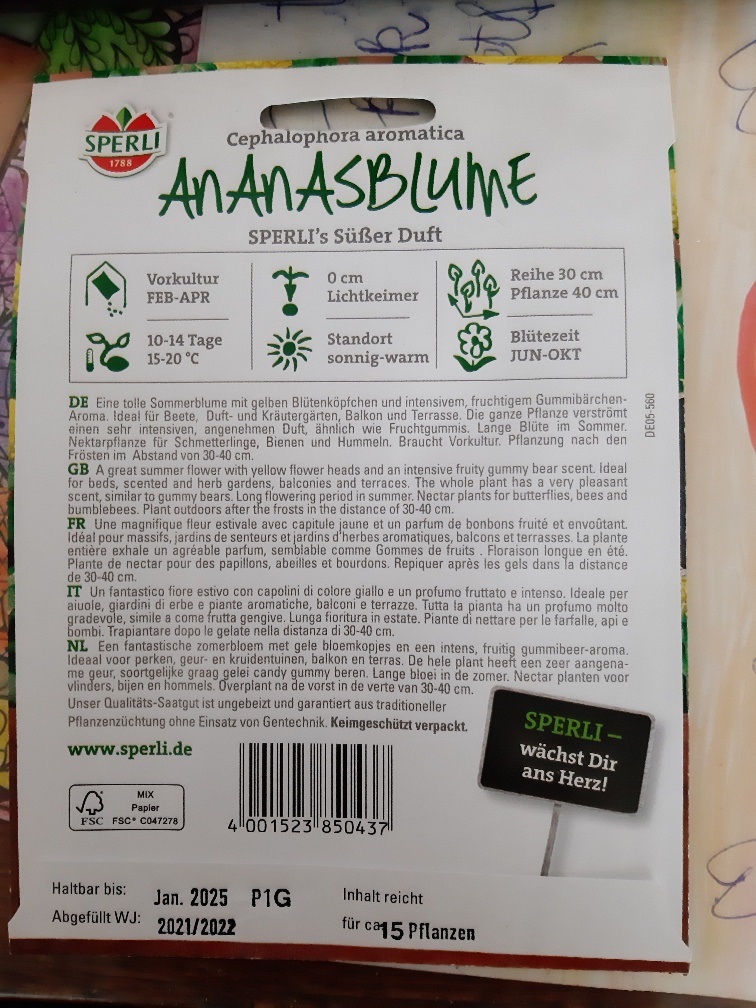 SPERLI
1788
Cephalophora aromatica
ANANASBLUME
SPERLI's Süßer Duft
Vorkultur
FEB-APR
0 cm
Lichtkeimer
Reihe 30 cm
Pflanze 40 cm
10-14 Tage
15-20 °C
Standort
sonnig-warm
Blütezeit
JUN-OKT
DE Eine tolle Sommerblume mit gelben Blütenköpfchen und intensivem, fruchtigem Gummibärchen-
Aroma. Ideal für Beete, Duft- und Kräutergärten, Balkon und Terrasse. Die ganze Pflanze verströmt
einen sehr intensiven, angenehmen Duft, ähnlich wie Fruchtgummis. Lange Blüte im Sommer.
Nektarpflanze für Schmetterlinge, Bienen und Hummeln. Braucht Vorkultur. Pflanzung nach den
Frösten im Abstand von 30-40 cm.
GB A great summer flower with yellow flower heads and an intensive fruity gummy bear scent. Ideal
for beds, scented and herb gardens, balconies and terraces. The whole plant has a very pleasant
scent, similar to gummy bears. Long flowering period in summer. Nectar plants for butterflies, bees and
bumblebees. Plant outdoors after the frosts in the distance of 30-40 cm.
FR Une magnifique fleur estivale avec capitule jaune et un parfum de bonbons fruité et envoûtant.
Idéal pour massifs, jardins de senteurs et jardins d'herbes aromatiques, balcons et terrasses. La plante
entière exhale un agréable parfum, semblable comme Gommes de fruits . Floraison longue en été.
Plante de nectar pour des papillons, abeilles et bourdons. Repiquer après les gels dans la distance
de 30-40 cm.
IT Un fantastico fiore estivo con capolini di colore giallo e un profumo fruttato e intenso. Ideale per
aiuole, giardini di erbe e piante aromatiche, balconi e terrazze. Tutta la pianta ha un profumo molto
gradevole, simile a come frutta gengive. Lunga fioritura in estate. Piante di nettare per le farfalle, api e
bombi. Trapiantare dopo le gelate nella distanza di 30-40 cm.
NL Een fantastische zomerbloem met gele bloemkopjes en een intens, fruitig gummibeer-aroma.
Ideaal voor perken, geur- en kruidentuinen, balkon en terras. De hele plant heeft een zeer aangena-
me geur, soortgelijke graag gelei candy gummy beren. Lange bloei in de zomer. Nectar planten voor
vlinders, bijen en hommels. Overplant na de vorst in de verte van 30-40 cm.
Unser Qualitäts-Saatgut ist ungebeizt und garantiert aus traditioneller
Pflanzenzüchtung ohne Einsatz von Gentechnik. Keimgeschützt verpackt.
DE05-560
www.sperli.de
SPERLI –
wächst Dir
ans Herz!
FSC
MIX
Papier
FSC® C047278
4 001523 850437
Haltbar bis: Jan. 2025 P1G
Abgefüllt WJ: 2021/2022
Inhalt reicht
für ca 15 Pflanzen